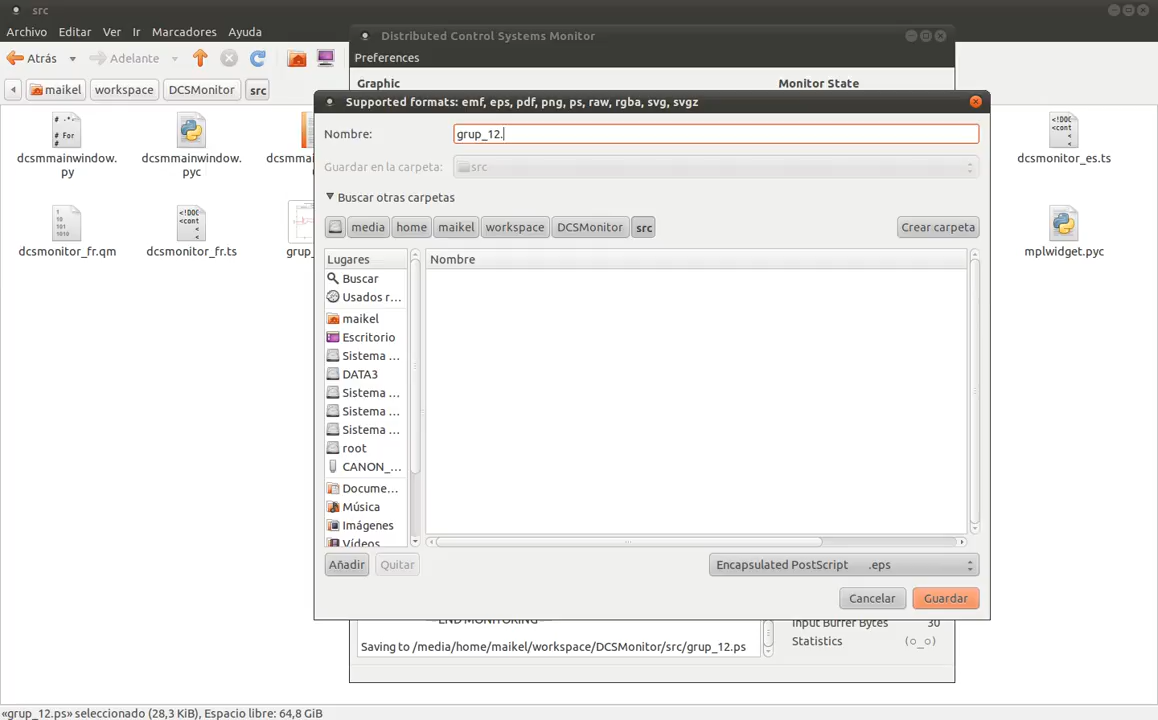 src
Archivo Editar Ver Ir Marcadores Ayuda
Atrás Adelante
maikel workspace DCSMonitor src
dcsmmainwindow.py
dcsmmainwindow.pyc
dcsmmai
dcsmonitor_es.ts
dcsmonitor_fr.qm
dcsmonitor_fr.ts
grup_
mplwidget.pyc
Distributed Control Systems Monitor
Preferences
Graphic Monitor State
Supported formats: emf, eps, pdf, png, ps, raw, rgba, svg, svgz
Nombre: grup_12.
Guardar en la carpeta: src
Buscar otras carpetas
media home maikel workspace DCSMonitor src Crear carpeta
Lugares Nombre
Buscar
Usados r...
maikel
Escritorio
Sistema ...
DATA3
Sistema ...
Sistema ...
Sistema ...
root
CANON_...
Docume...
Música
Imágenes
Vídeos
Añadir Quitar Encapsulated PostScript .eps
Cancelar Guardar
END MONITORING
Input Buffer Bytes 30
Saving to /media/home/maikel/workspace/DCSMonitor/src/grup_12.ps
Statistics (o_o)
«grup_12.ps» seleccionado (28,3 KiB), Espacio libre: 64,8 GiB